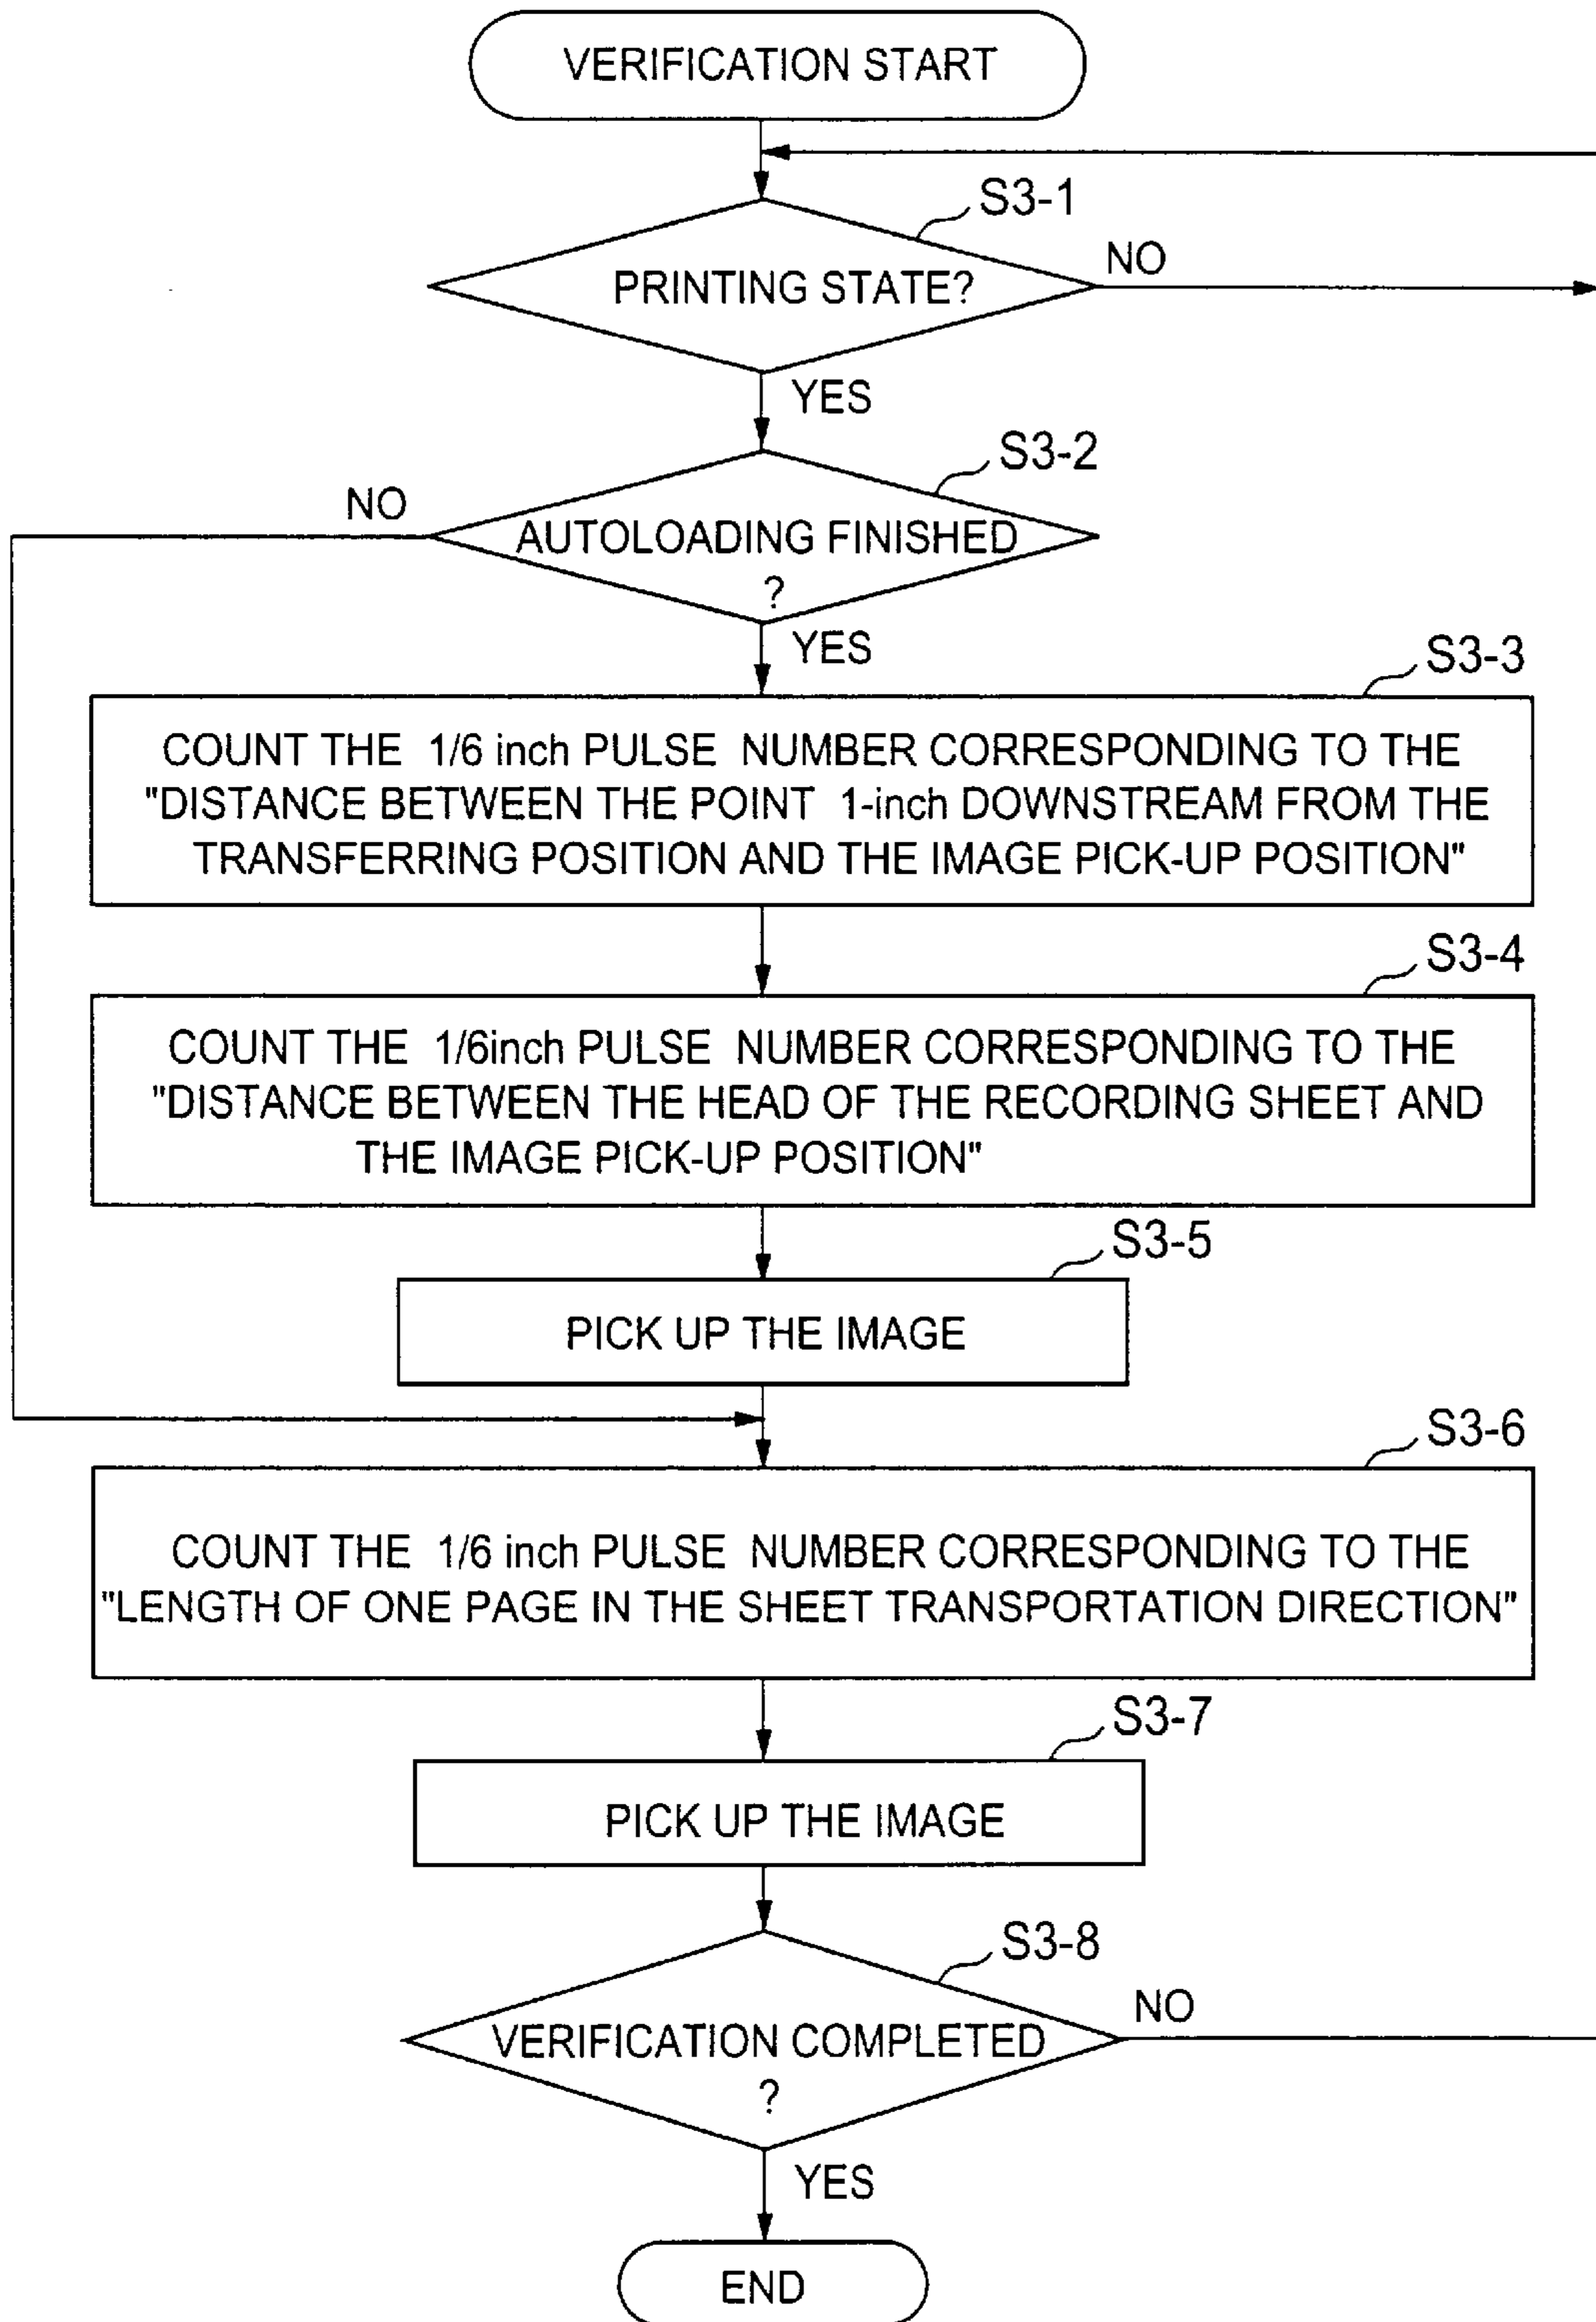 VERIFICATION START
S3-1
PRINTING STATE?
NO
YES
S3-2
NO
AUTOLOADING FINISHED
?
YES
S3-3
COUNT THE 1/6 inch PULSE NUMBER CORRESPONDING TO THE
"DISTANCE BETWEEN THE POINT 1-inch DOWNSTREAM FROM THE
TRANSFERRING POSITION AND THE IMAGE PICK-UP POSITION"
S3-4
COUNT THE 1/6inch PULSE NUMBER CORRESPONDING TO THE
"DISTANCE BETWEEN THE HEAD OF THE RECORDING SHEET AND
THE IMAGE PICK-UP POSITION"
S3-5
PICK UP THE IMAGE
S3-6
COUNT THE 1/6 inch PULSE NUMBER CORRESPONDING TO THE
"LENGTH OF ONE PAGE IN THE SHEET TRANSPORTATION DIRECTION"
S3-7
PICK UP THE IMAGE
S3-8
NO
VERIFICATION COMPLETED
?
YES
END